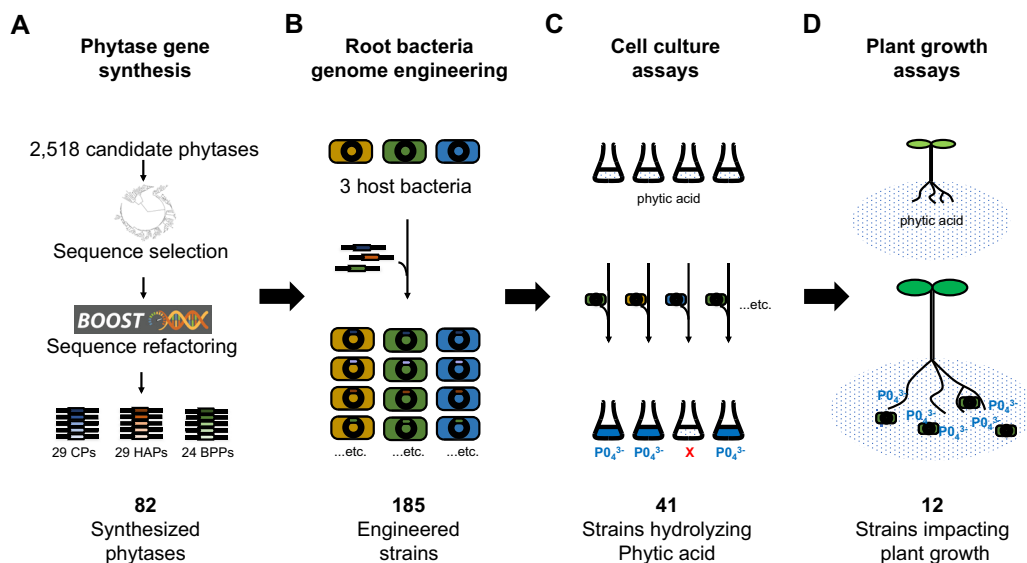 A
Phytase gene
synthesis
2,518 candidate phytases
Sequence selection
BOOST
Sequence refactoring
29 CPs 29 HAPs 24 BPPs
82
Synthesized
phytases
B
Root bacteria
genome engineering
3 host bacteria
...etc. ...etc. ...etc.
185
Engineered
strains
C
Cell culture
assays
phytic acid
...etc.
P0₄³⁻ P0₄³⁻ X P0₄³⁻
41
Strains hydrolyzing
Phytic acid
D
Plant growth
assays
phytic acid
P0₄³⁻
P0₄³⁻
P0₄³⁻
P0₄³⁻
P0₄³⁻
12
Strains impacting
plant growth